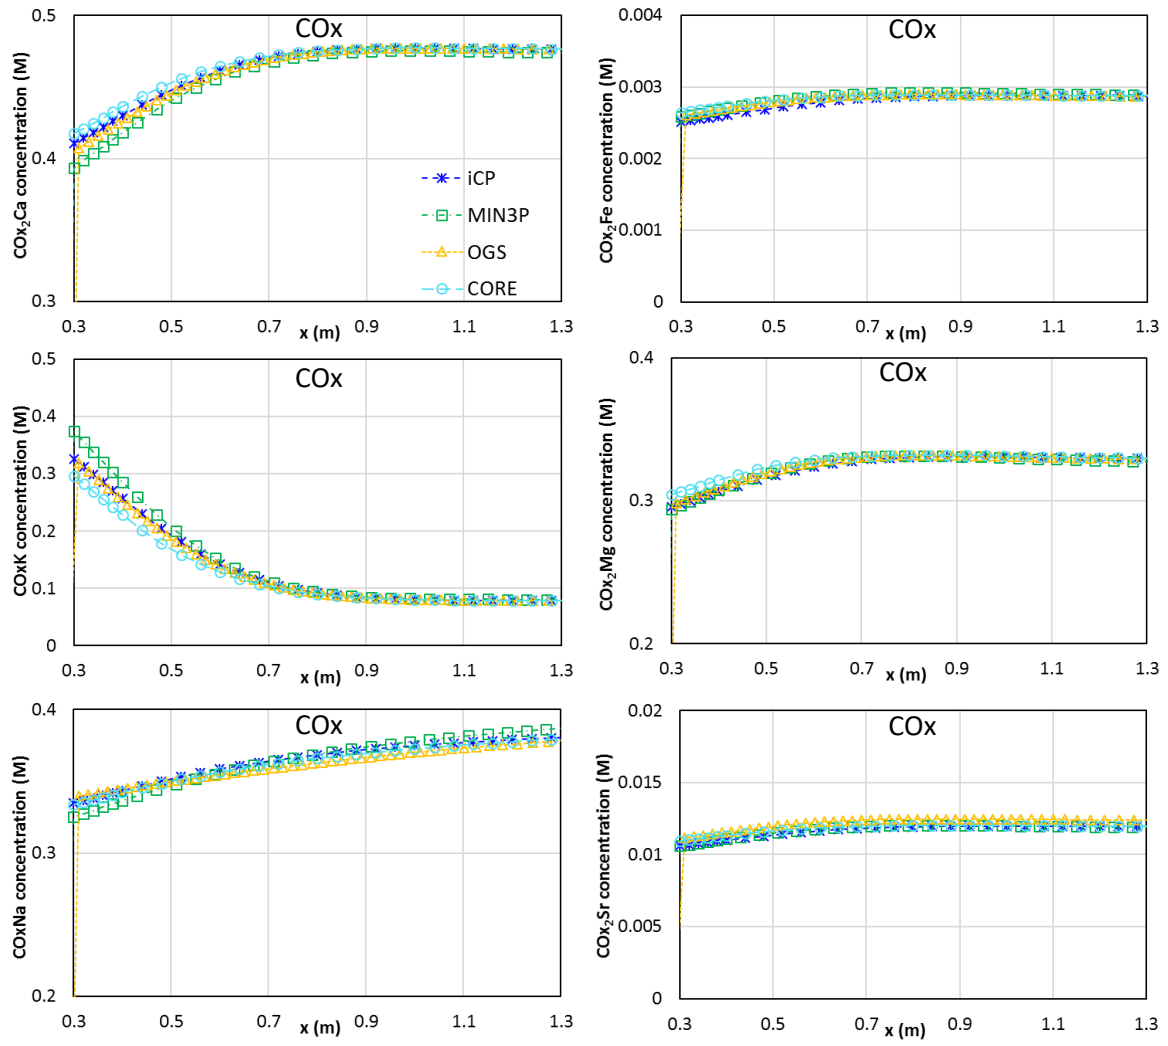 COx
0.5
0.4
0.3
COx₂Ca concentration (M)
iCP
MIN3P
OGS
CORE
0.3 0.5 0.7 0.9 1.1 1.3
x (m)
COx
0.004
0.003
0.002
0.001
0
COx₂Fe concentration (M)
0.3 0.5 0.7 0.9 1.1 1.3
x (m)
COx
0.5
0.4
0.3
0.2
0.1
0
COxK concentration (M)
0.3 0.5 0.7 0.9 1.1 1.3
x (m)
COx
0.4
0.3
0.2
COx₂Mg concentration (M)
0.3 0.5 0.7 0.9 1.1 1.3
x (m)
COx
0.4
0.3
0.2
COxNa concentration (M)
0.3 0.5 0.7 0.9 1.1 1.3
x (m)
COx
0.02
0.015
0.01
0.005
0
COx₂Sr concentration (M)
0.3 0.5 0.7 0.9 1.1 1.3
x (m)